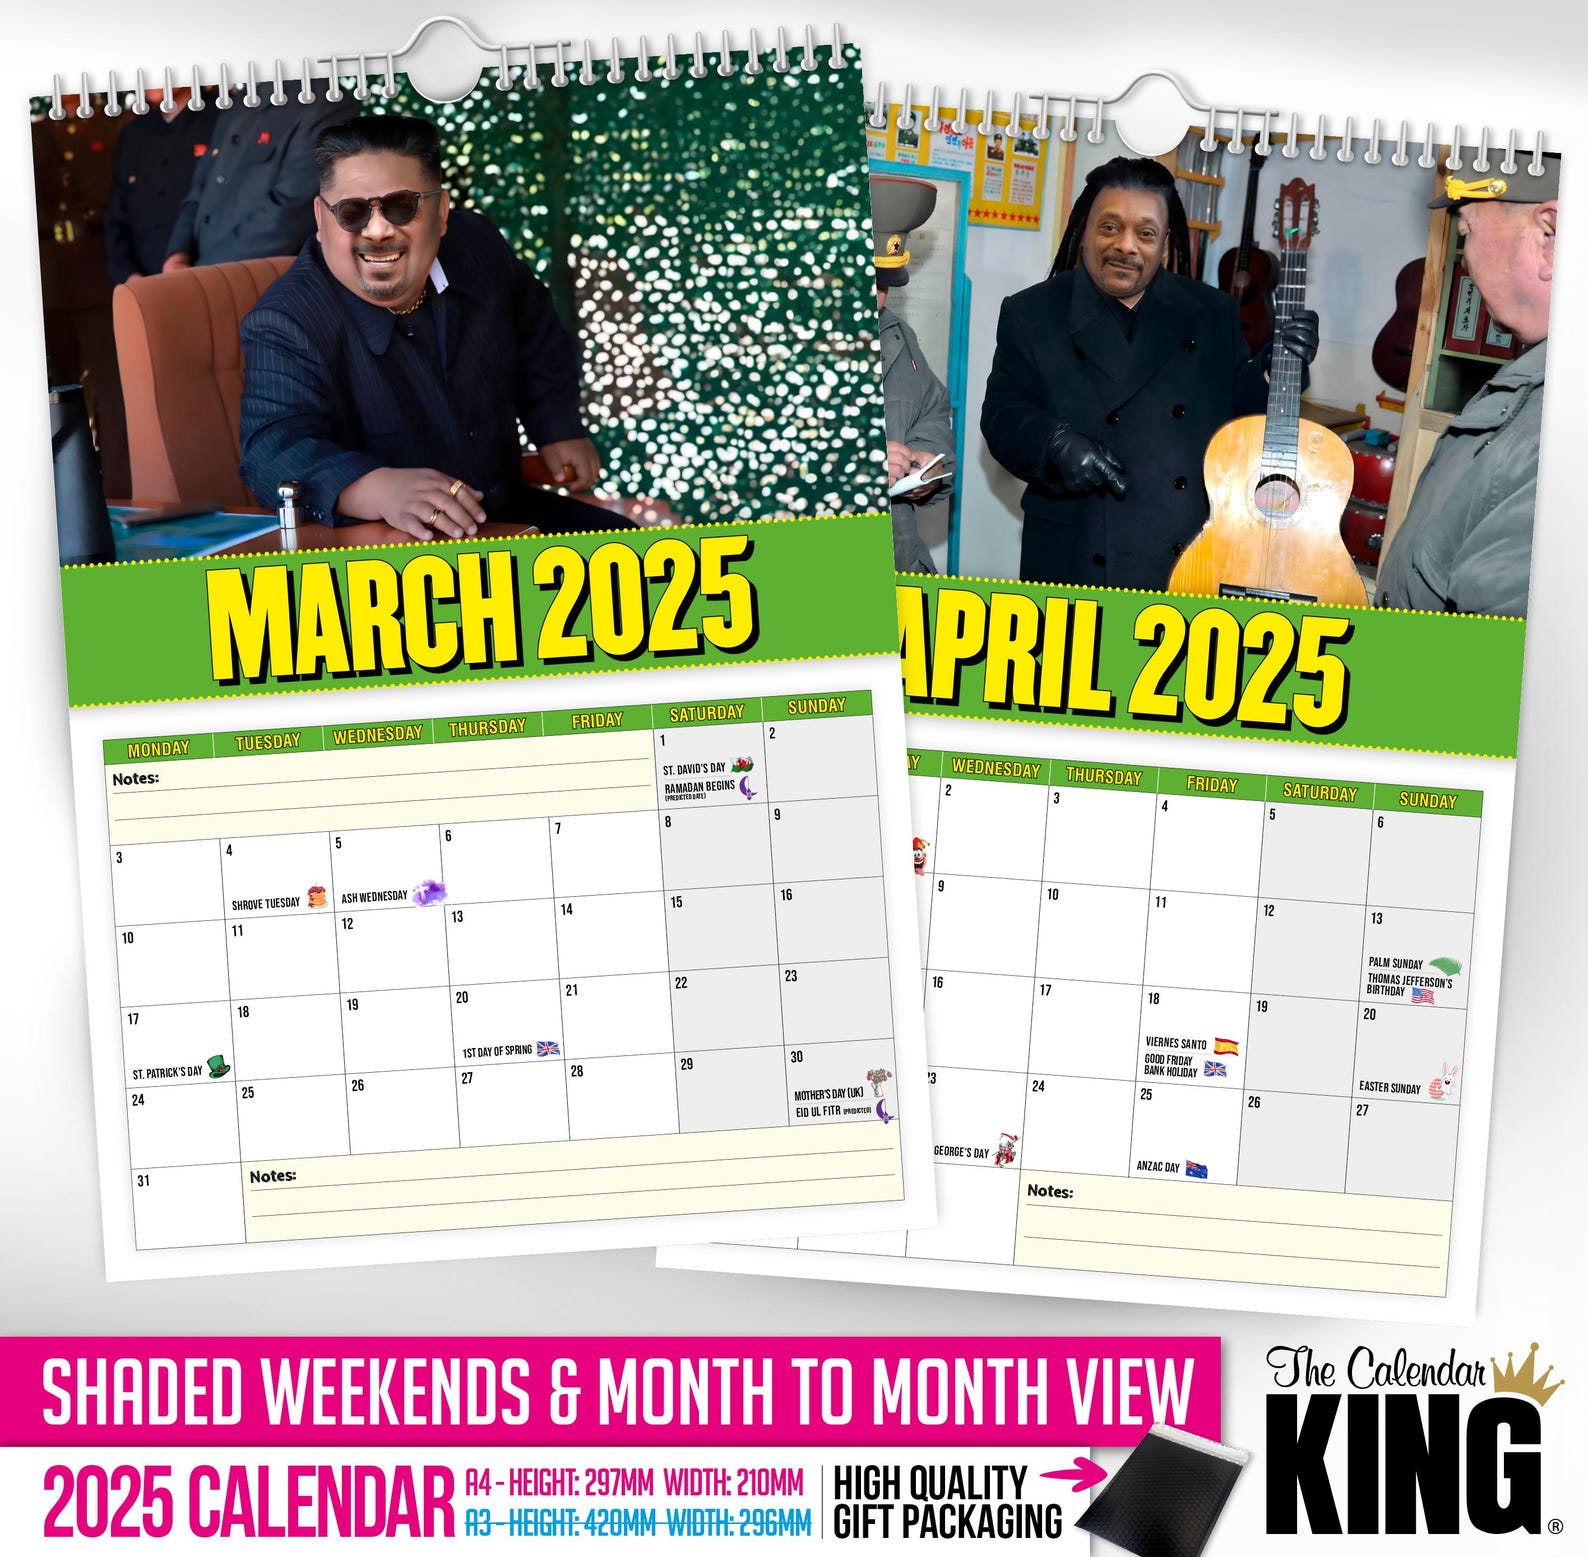 MARCH 2025
MONDAY TUESDAY WEDNESDAY THURSDAY FRIDAY SATURDAY SUNDAY
Notes:
1
ST. DAVID'S DAY
RAMADAN BEGINS
(PREDICTED DATE)
2
3
4
SHROVE TUESDAY
5
ASH WEDNESDAY
6
7
8
9
10
11
12
13
14
15
16
17
ST. PATRICK'S DAY
18
19
20
1ST DAY OF SPRING
21
22
23
24
25
26
27
28
29
30
MOTHER'S DAY (UK)
EID UL FITR (PREDICTED)
31
Notes:
APRIL 2025
AY WEDNESDAY THURSDAY FRIDAY SATURDAY SUNDAY
2
3
4
5
6
9
10
11
12
13
PALM SUNDAY
THOMAS JEFFERSON'S
BIRTHDAY
16
17
18
VIERNES SANTO
GOOD FRIDAY
BANK HOLIDAY
19
20
EASTER SUNDAY
23
GEORGE'S DAY
24
25
ANZAC DAY
26
27
Notes:
SHADED WEEKENDS & MONTH TO MONTH VIEW
2025 CALENDAR
A4 - HEIGHT: 297MM WIDTH: 210MM
A3 - HEIGHT: 420MM WIDTH: 296MM
HIGH QUALITY
GIFT PACKAGING
The Calendar
KING®